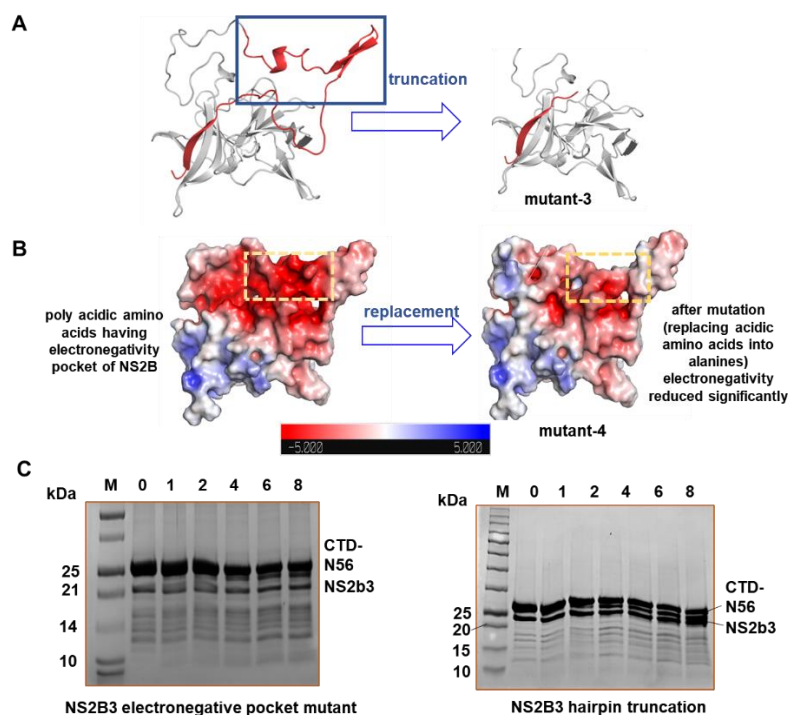 A
truncation
mutant-3
B
poly acidic amino
acids having
electronegativity
pocket of NS2B
replacement
after mutation
(replacing acidic
amino acids into
alanines)
electronegativity
reduced significantly
-5.000
5.000
mutant-4
C
kDa
M 0 1 2 4 6 8
25
21
14
10
CTD-
N56
NS2b3
NS2B3 electronegative pocket mutant
kDa
M 0 1 2 4 6 8
25
20
15
10
CTD-
N56
NS2b3
NS2B3 hairpin truncation